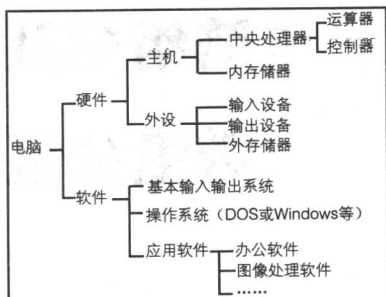 运算器
中央处理器
控制器
主机
内存储器
硬件
输入设备
外设
输出设备
外存储器
电脑
基本输入输出系统
软件
操作系统（DOS或Windows等）
应用软件
办公软件
图像处理软件
……